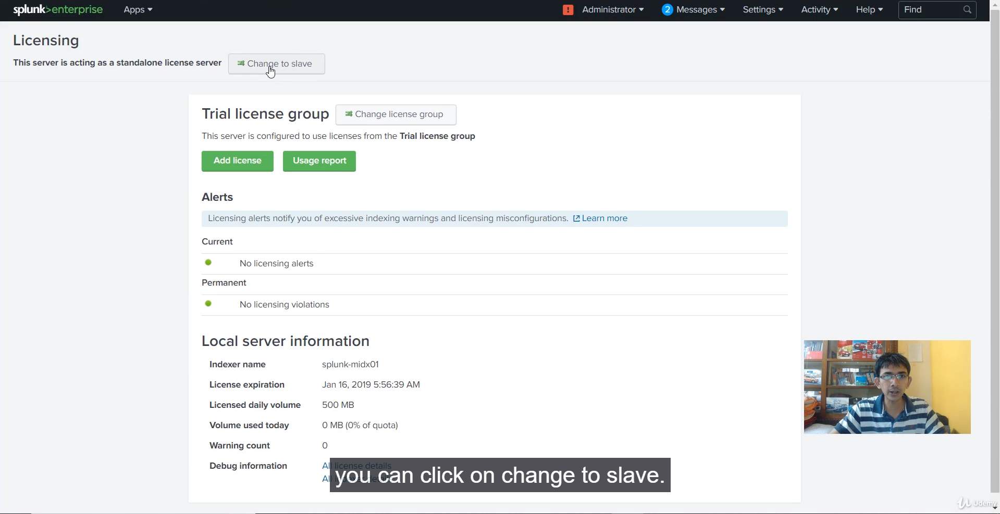 splunk>enterprise Apps Administrator 2 Messages Settings Activity Help Find
Licensing
This server is acting as a standalone license server Change to slave
Trial license group Change license group
This server is configured to use licenses from the Trial license group
Add license Usage report
Alerts
Licensing alerts notify you of excessive indexing warnings and licensing misconfigurations. Learn more
Current
No licensing alerts
Permanent
No licensing violations
Local server information
Indexer name splunk-midx01
License expiration Jan 16, 2019 5:56:39 AM
Licensed daily volume 500 MB
Volume used today 0 MB (0% of quota)
Warning count 0
Debug information All license details
All indexer details
you can click on change to slave.
Udemy